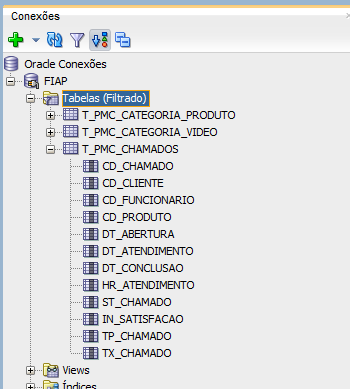 Conexões
Oracle Conexões
FIAP
Tabelas (Filtrado)
T_PMC_CATEGORIA_PRODUTO
T_PMC_CATEGORIA_VIDEO
T_PMC_CHAMADOS
CD_CHAMADO
CD_CLIENTE
CD_FUNCIONARIO
CD_PRODUTO
DT_ABERTURA
DT_ATENDIMENTO
DT_CONCLUSAO
HR_ATENDIMENTO
ST_CHAMADO
IN_SATISFACAO
TP_CHAMADO
TX_CHAMADO
Views
Índices